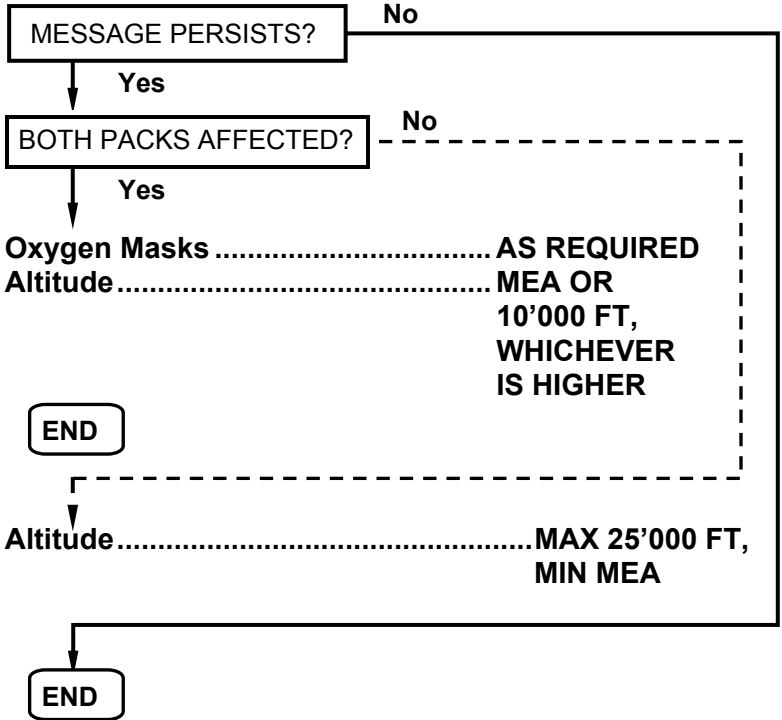 No
MESSAGE PERSISTS?
Yes
No
BOTH PACKS AFFECTED?
Yes
Oxygen Masks .................................. AS REQUIRED
Altitude.............................................. MEA OR
10’000 FT,
WHICHEVER
IS HIGHER
END
Altitude...................................................MAX 25’000 FT,
MIN MEA
END